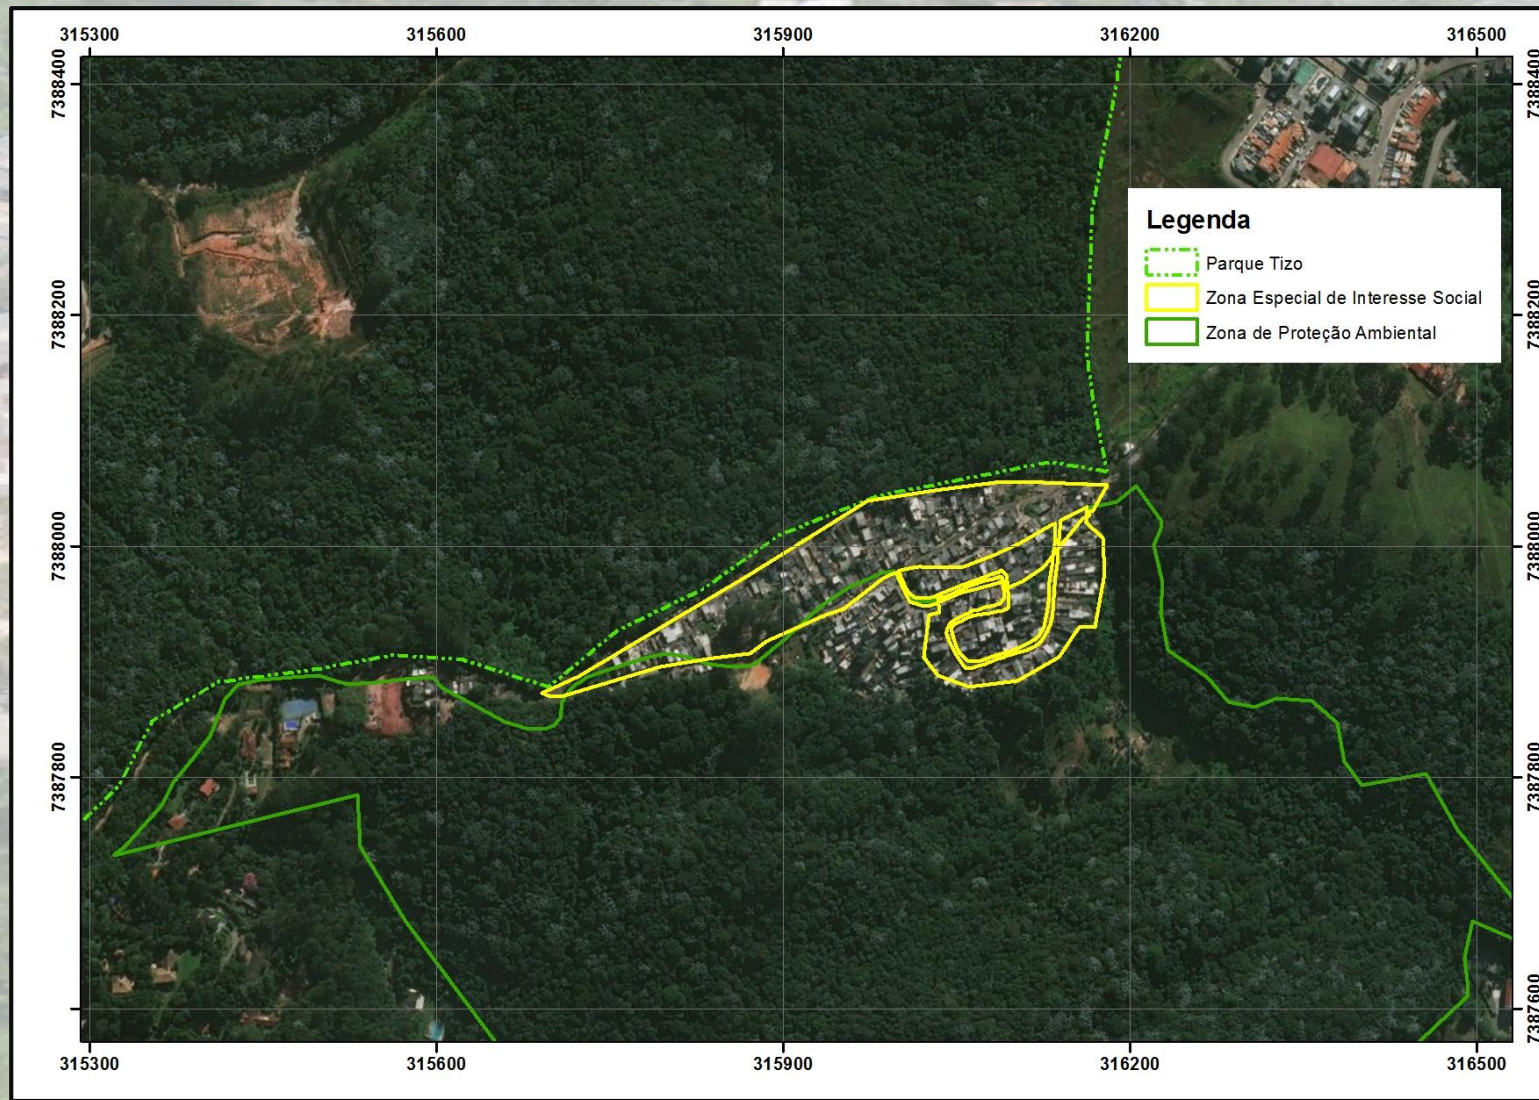 315300 315600 315900 316200 316500
7388400 7388400
Legenda
Parque Tizo
Zona Especial de Interesse Social
Zona de Proteção Ambiental
7388200 7388200
7388000 7388000
7387800 7387800
7387600 7387600
315300 315600 315900 316200 316500